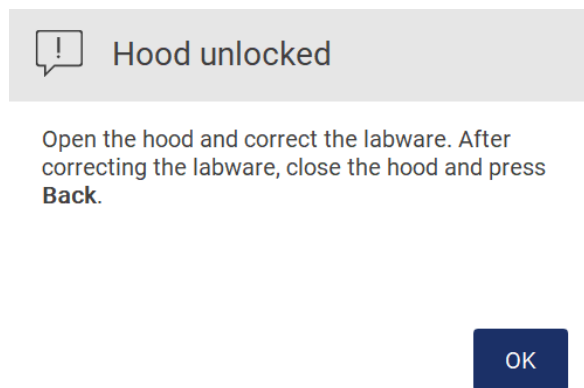 !
Hood unlocked
Open the hood and correct the labware. After
correcting the labware, close the hood and press
Back.
OK